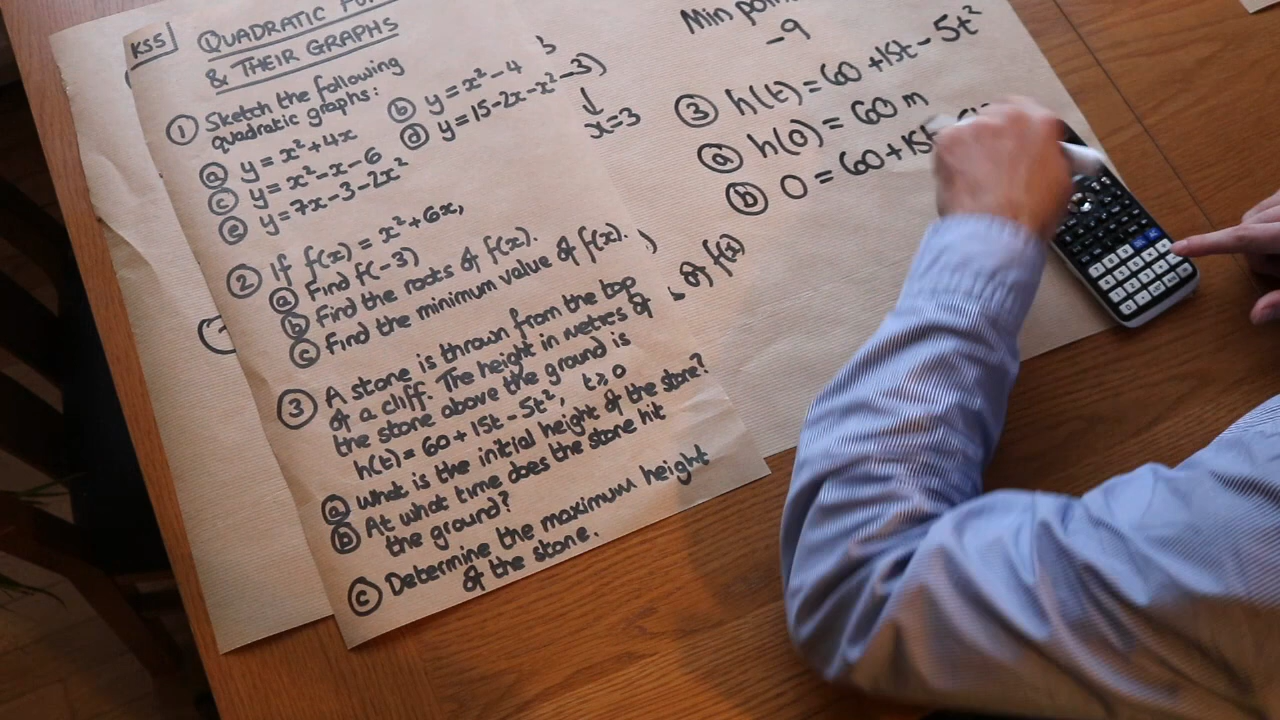 KS5
QUADRATIC
& THEIR GRAPHS
① Sketch the following
quadratic graphs:
ⓐ y = x² + 4x
ⓑ y = x² - 4
ⓒ y = x² - x - 6
ⓓ y = 15 - 2x - x²
ⓔ y = 7x - 3 - 2x²
② If f(x) = x² + 6x,
ⓐ Find f(-3)
ⓑ Find the roots of f(x).
ⓒ Find the minimum value of f(x).
③ A stone is thrown from the top
of a cliff. The height in metres of
the stone above the ground is
h(t) = 60 + 15t - 5t², t ≥ 0
ⓐ What is the initial height of the stone?
ⓑ At what time does the stone hit
the ground?
ⓒ Determine the maximum height
of the stone.
-3)
↓
x=3
of f(x)
Min
-9
③ h(t) = 60 + 15t - 5t²
ⓐ h(0) = 60 m
ⓑ 0 = 60 + 15t